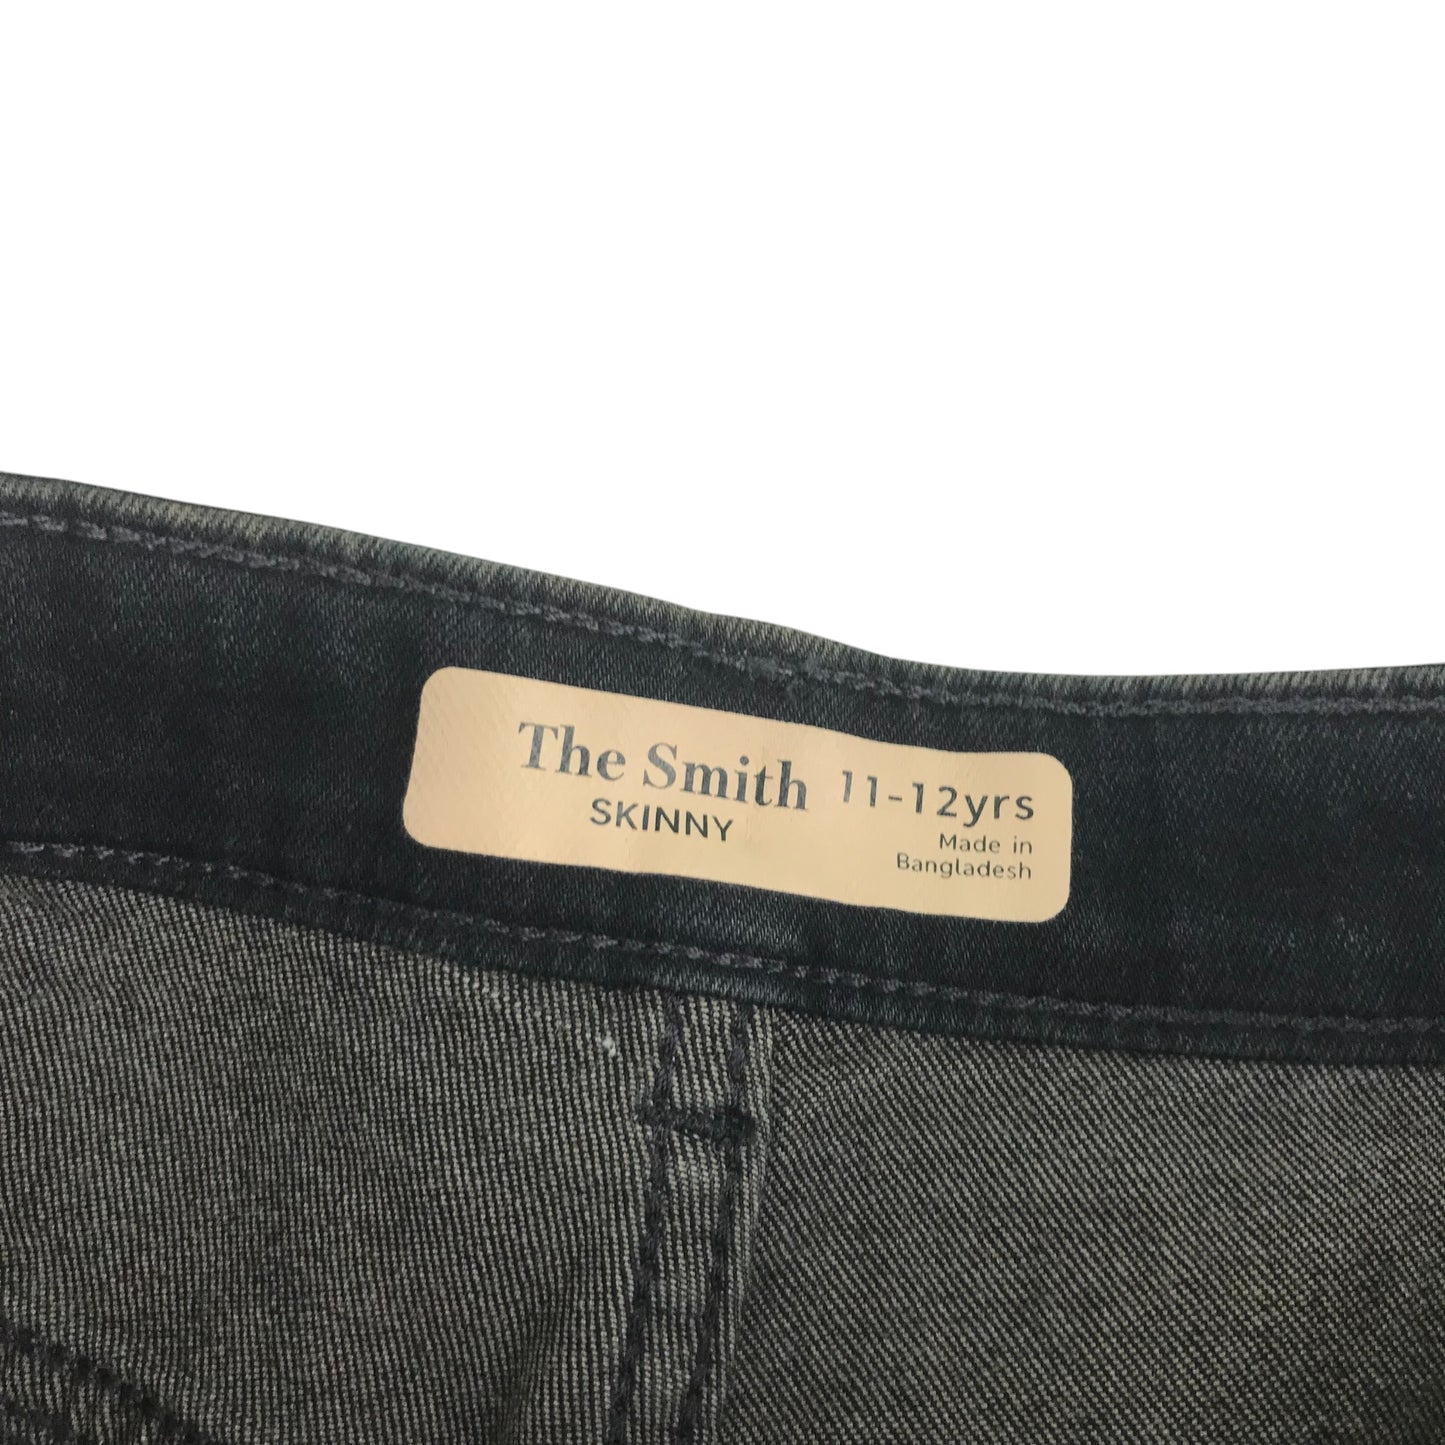 The Smith
SKINNY
11-12yrs
Made in
Bangladesh